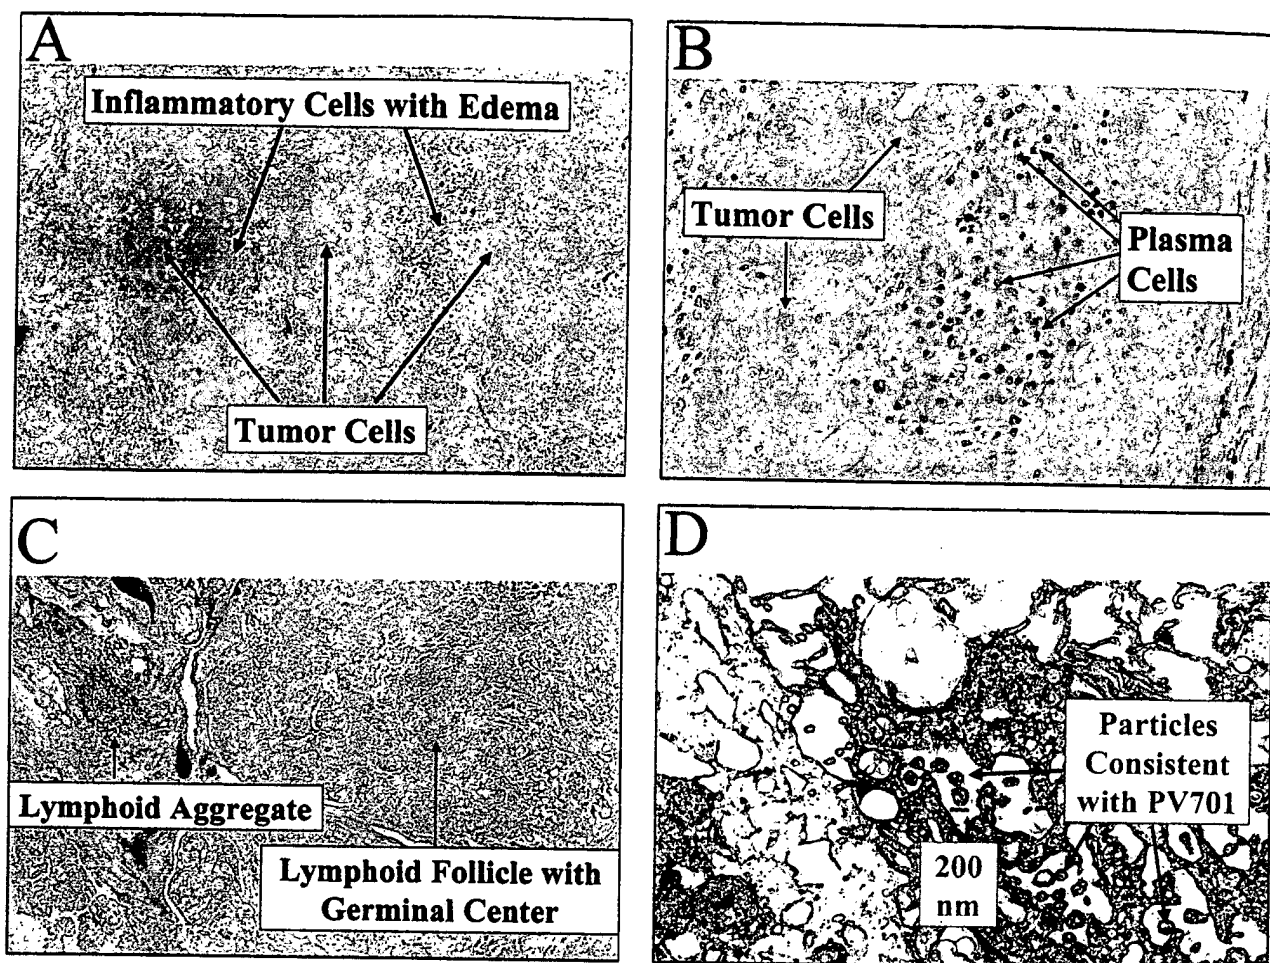 A
Inflammatory Cells with Edema
Tumor Cells
B
Tumor Cells
Plasma
Cells
C
Lymphoid Aggregate
Lymphoid Follicle with
Germinal Center
D
Particles
Consistent
with PV701
200
nm